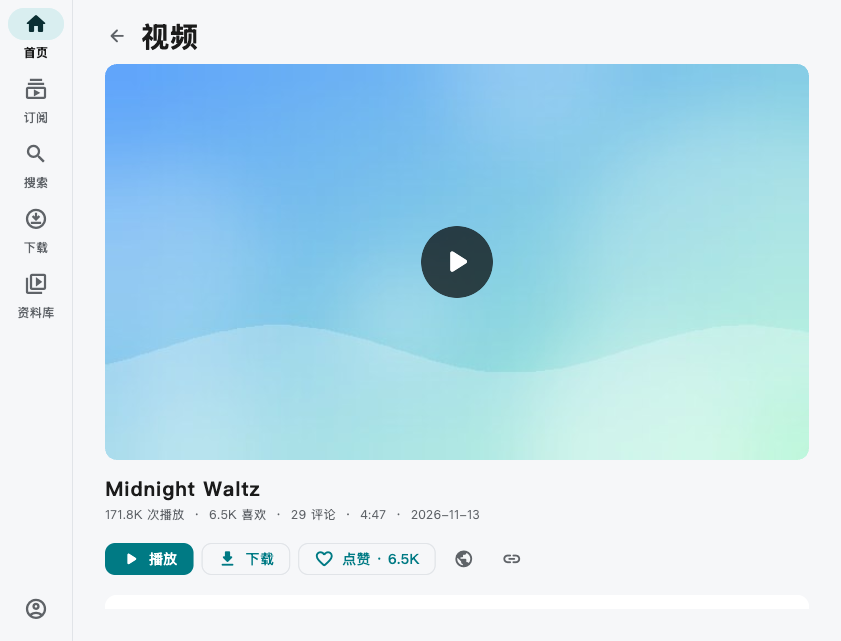 首页
订阅
搜索
下载
资料库
视频
Midnight Waltz
171.8K 次播放 · 6.5K 喜欢 · 29 评论 · 4:47 · 2026-11-13
播放
下载
点赞 · 6.5K